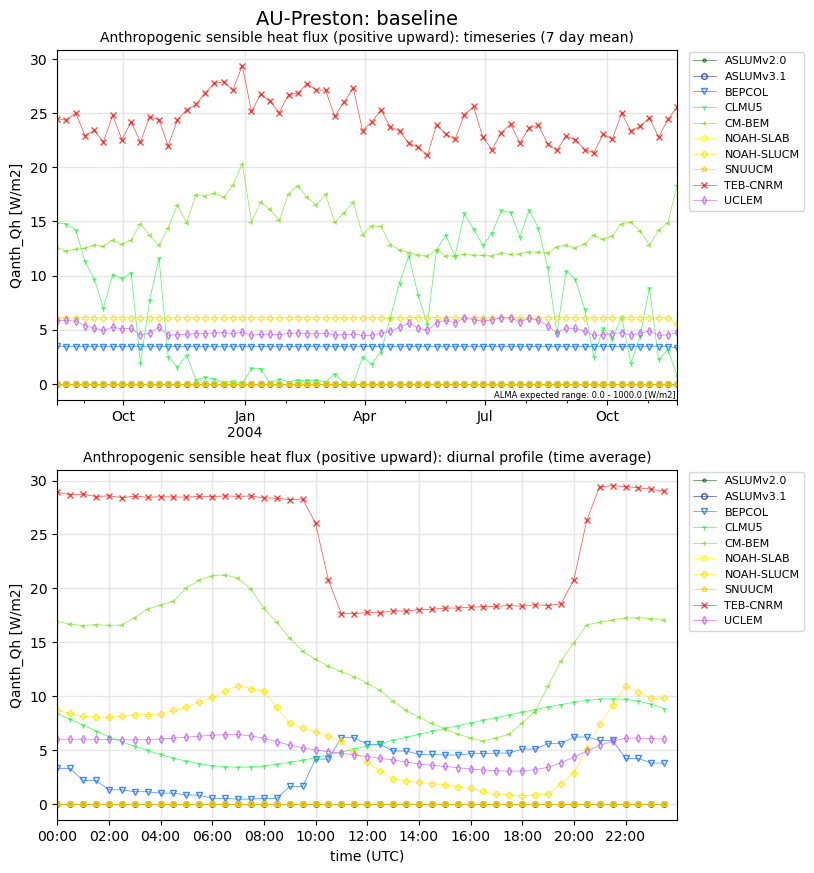 AU-Preston: baseline
Anthropogenic sensible heat flux (positive upward): timeseries (7 day mean)
Qanth_Qh [W/m2]
30
25
20
15
10
5
0
Oct
Jan
2004
Apr
Jul
Oct
ALMA expected range: 0.0 - 1000.0 [W/m2]
ASLUMv2.0
ASLUMv3.1
BEPCOL
CLMU5
CM-BEM
NOAH-SLAB
NOAH-SLUCM
SNUUCM
TEB-CNRM
UCLEM
Anthropogenic sensible heat flux (positive upward): diurnal profile (time average)
Qanth_Qh [W/m2]
30
25
20
15
10
5
0
00:00
02:00
04:00
06:00
08:00
10:00
12:00
14:00
16:00
18:00
20:00
22:00
time (UTC)
ASLUMv2.0
ASLUMv3.1
BEPCOL
CLMU5
CM-BEM
NOAH-SLAB
NOAH-SLUCM
SNUUCM
TEB-CNRM
UCLEM